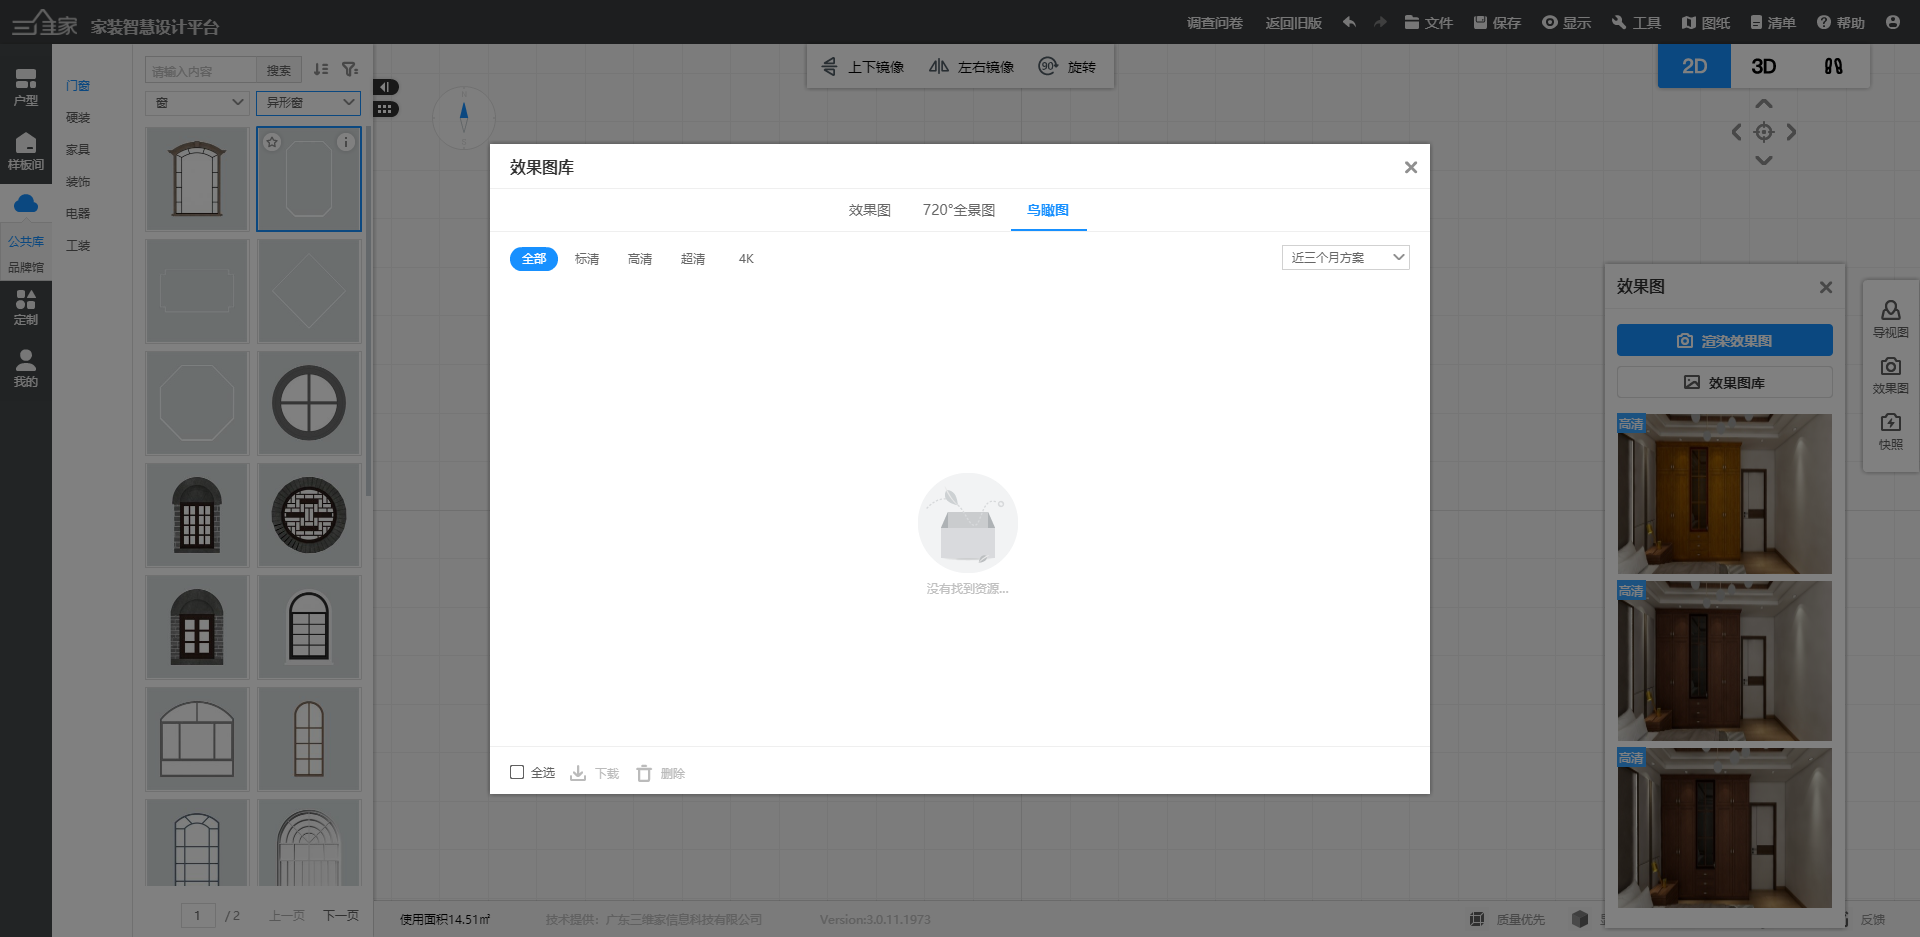 三维家 家装智慧设计平台
调查问卷 返回旧版 文件 保存 显示 工具 图纸 清单 帮助
上下镜像 左右镜像 90° 旋转
2D 3D
户型
样板间
公共库
品牌馆
定制
我的
门窗
硬装
家具
装饰
电器
工装
请输入内容 搜索
窗 异形窗
1 / 2 上一页 下一页
效果图库
效果图 720°全景图 鸟瞰图
全部 标清 高清 超清 4K 近三个月方案
没有找到资源...
全选 下载 删除
效果图
渲染效果图
效果图库
高清
高清
高清
导视图
效果图
快照
使用面积14.51㎡ 技术提供：广东三维家信息科技有限公司 Version:3.0.11.1973 质量优先 反馈